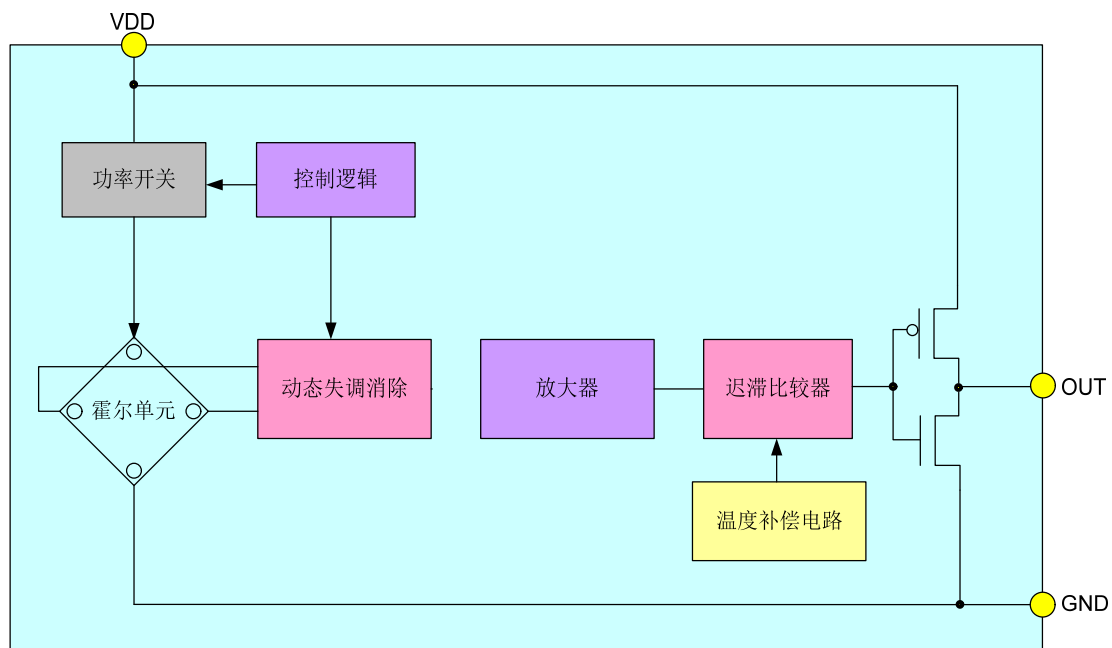 VDD
功率开关
控制逻辑
霍尔单元
动态失调消除
放大器
迟滞比较器
OUT
温度补偿电路
GND